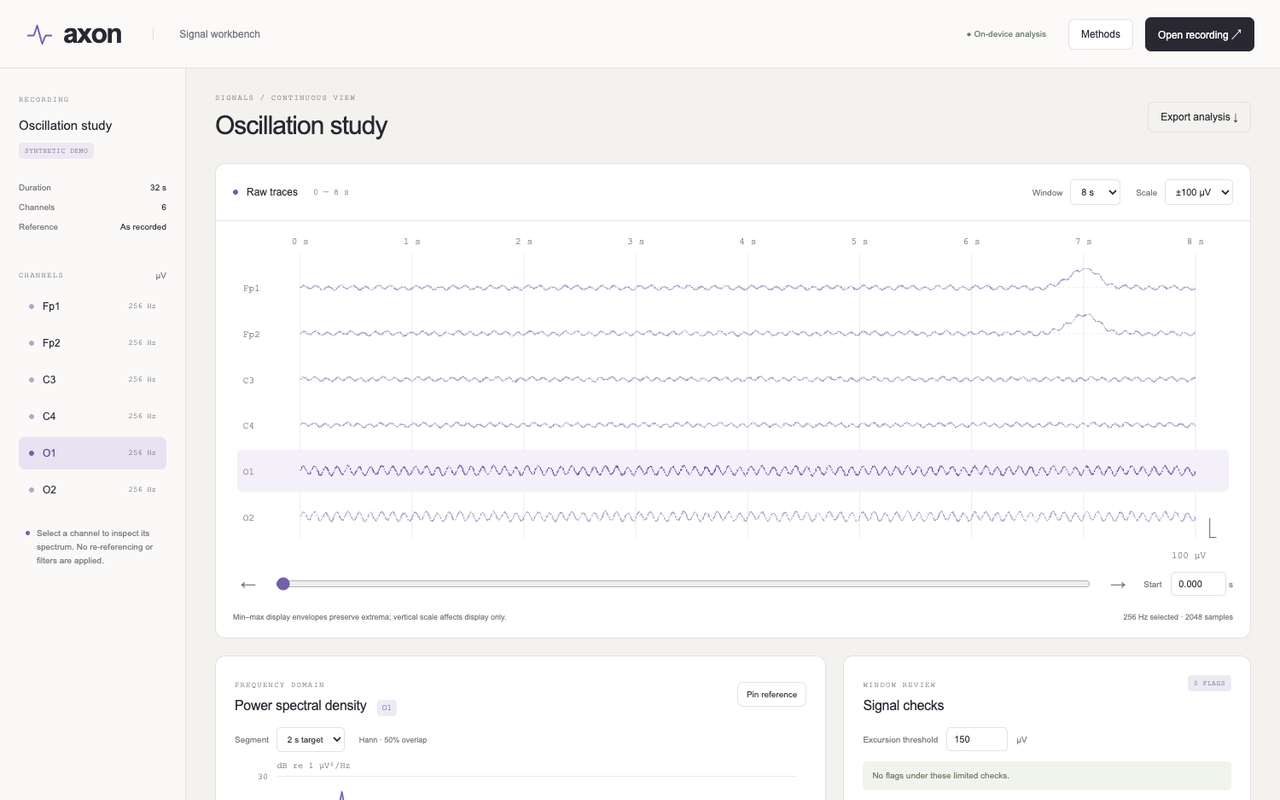 axon
Signal workbench
● On-device analysis
Methods
Open recording ↗
RECORDING
Oscillation study
SYNTHETIC DEMO
Duration 32 s
Channels 6
Reference As recorded
CHANNELS µV
Fp1 256 Hz
Fp2 256 Hz
C3 256 Hz
C4 256 Hz
O1 256 Hz
O2 256 Hz
Select a channel to inspect its
spectrum. No re-referencing or
filters are applied.
SIGNALS / CONTINUOUS VIEW
Oscillation study
Export analysis ↓
Raw traces 0 – 8 s
Window 8 s
Scale ±100 µV
0 s 1 s 2 s 3 s 4 s 5 s 6 s 7 s 8 s
Fp1
Fp2
C3
C4
O1
O2
100 µV
← → Start 0.000 s
Min–max display envelopes preserve extrema; vertical scale affects display only.
256 Hz selected · 2048 samples
FREQUENCY DOMAIN
Power spectral density O1
Pin reference
Segment 2 s target Hann · 50% overlap
dB re 1 µV²/Hz
30
WINDOW REVIEW
0 FLAGS
Signal checks
Excursion threshold 150 µV
No flags under these limited checks.